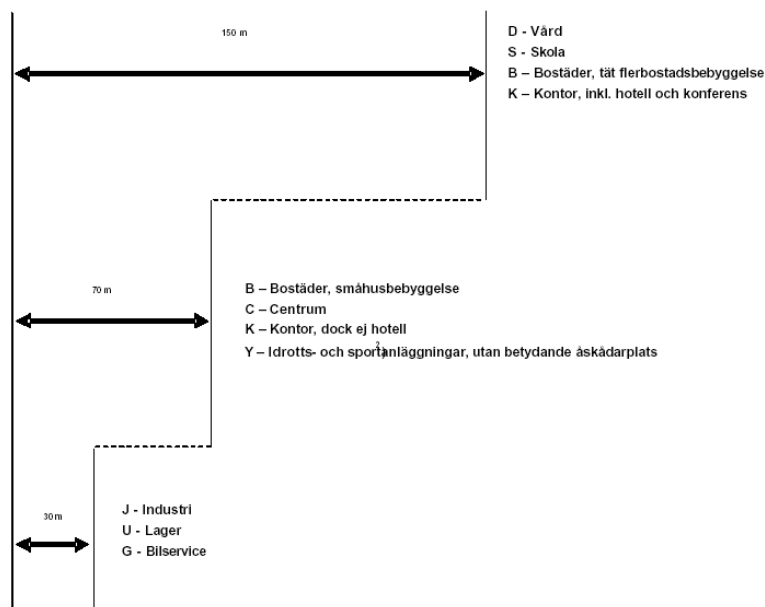 150 m
D - Vård
S - Skola
B – Bostäder, tät flerbostadsbebyggelse
K – Kontor, inkl. hotell och konferens
70 m
B – Bostäder, småhusbebyggelse
C – Centrum
K – Kontor, dock ej hotell
Y – Idrotts- och sportanläggningar, utan betydande åskådarplats
2)
30 m
J - Industri
U - Lager
G - Bilservice